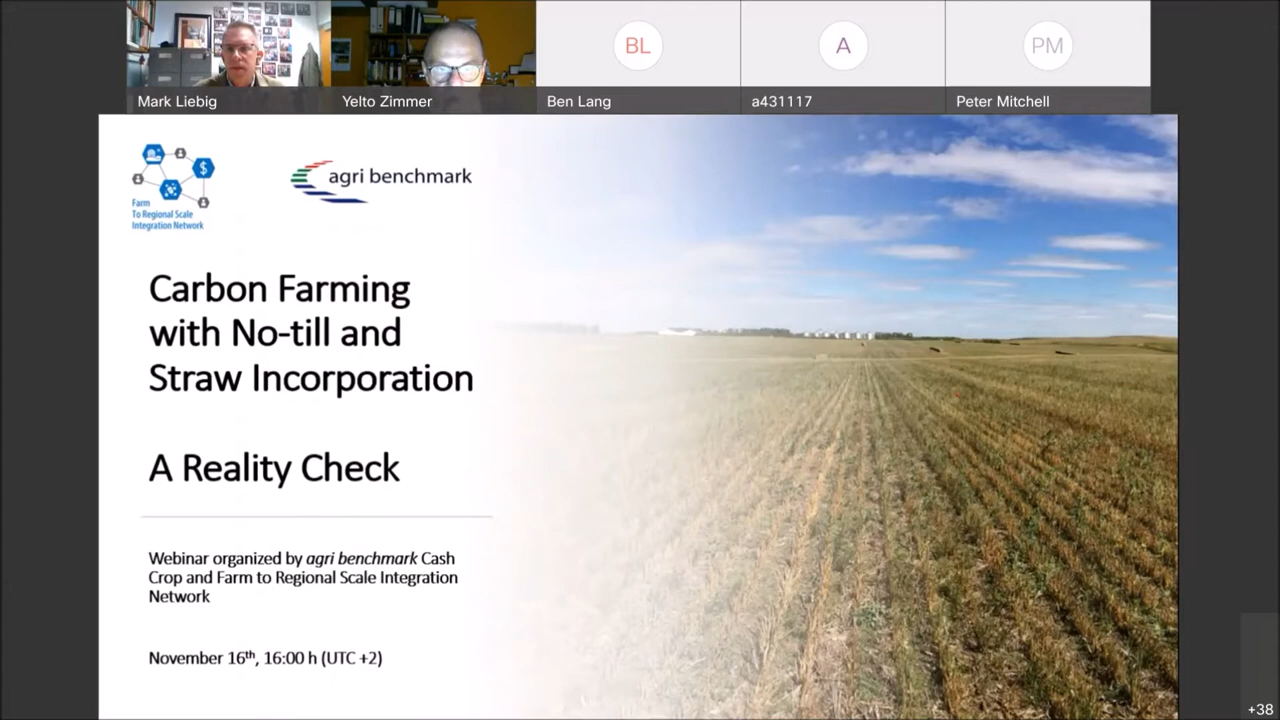 BL
A
PM
Mark Liebig
Yelto Zimmer
Ben Lang
a431117
Peter Mitchell
$
Farm
To Regional Scale
Integration Network
agri benchmark
Carbon Farming
with No-till and
Straw Incorporation
A Reality Check
Webinar organized by agri benchmark Cash
Crop and Farm to Regional Scale Integration
Network
November 16th, 16:00 h (UTC +2)
+38